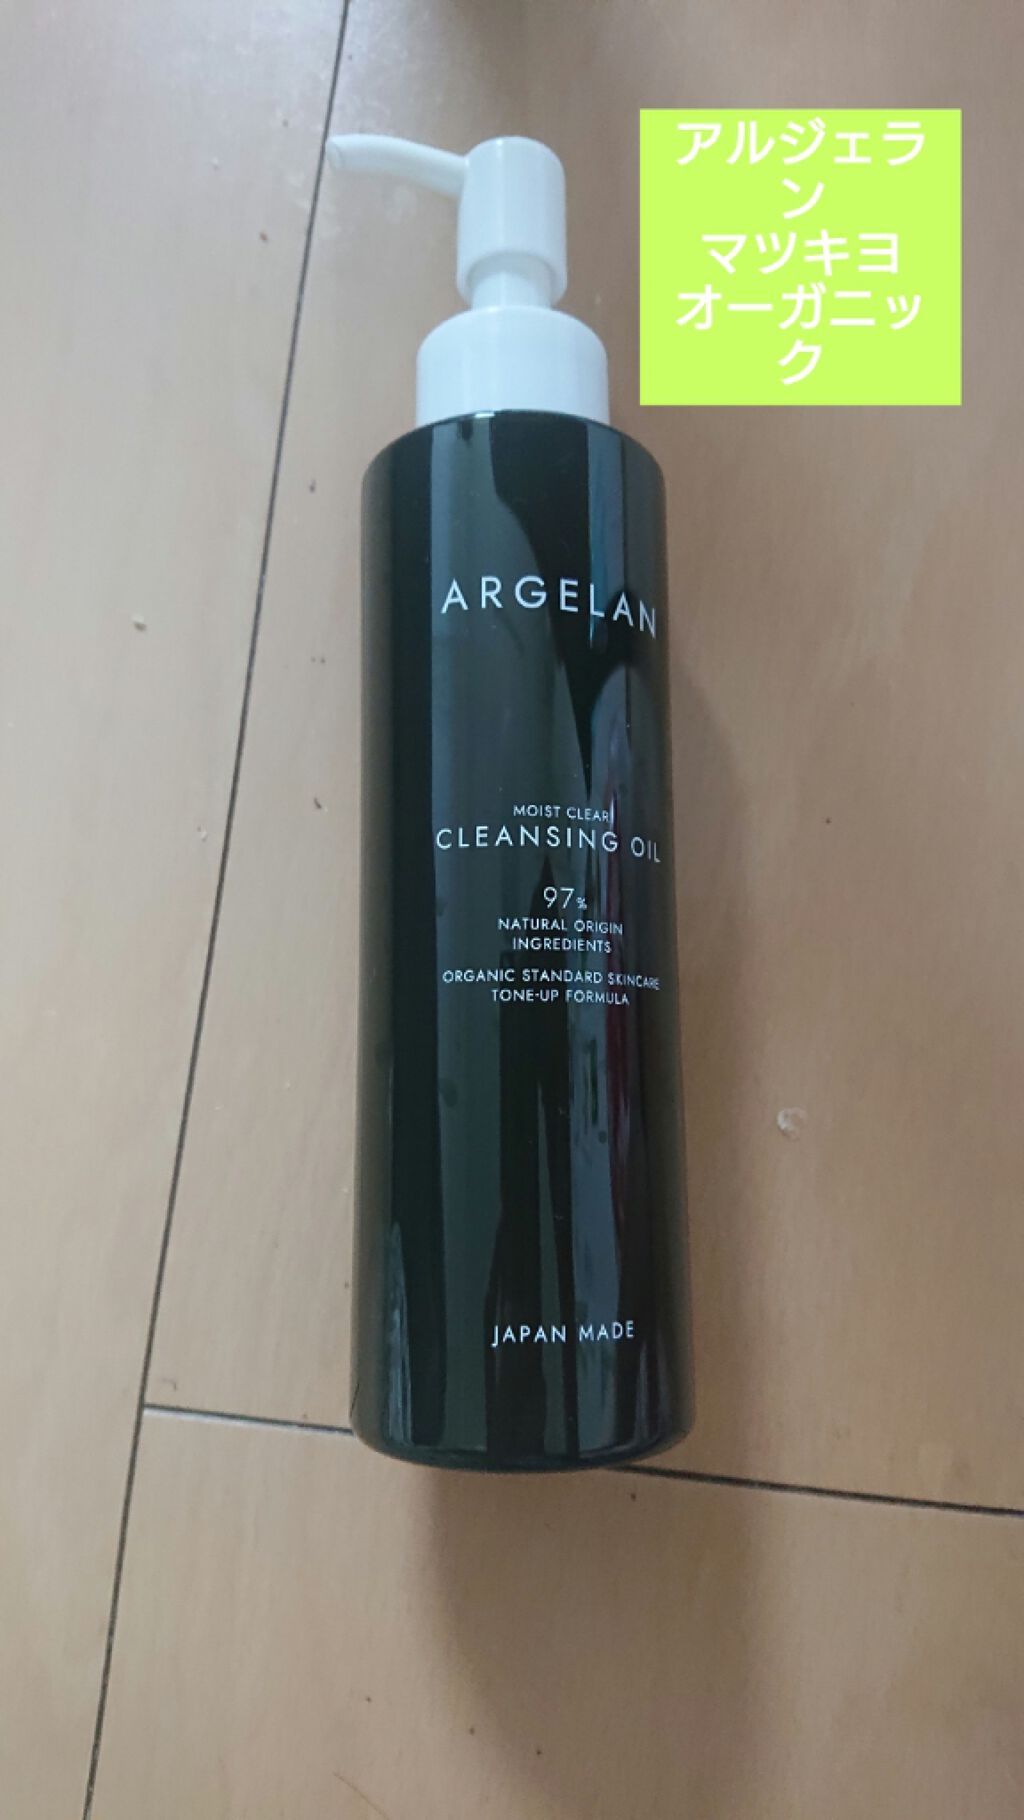 アルジェラ
ン
マツキヨ
オーガニッ
ク
ARGELAN
MOIST CLEAR
CLEANSING OIL
97%
NATURAL ORIGIN
INGREDIENTS
ORGANIC STANDARD SKINCARE
TONE-UP FORMULA
JAPAN MADE